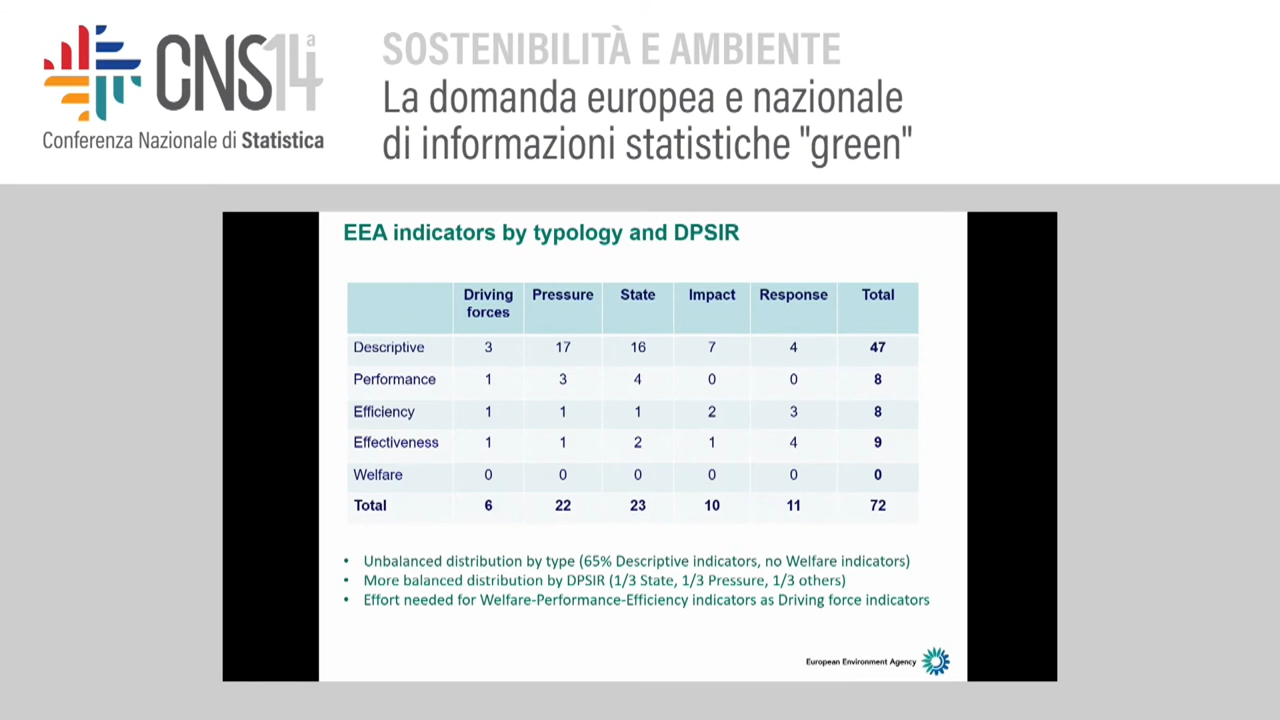 CNS14ª
Conferenza Nazionale di Statistica
SOSTENIBILITÀ E AMBIENTE
La domanda europea e nazionale
di informazioni statistiche "green"
EEA indicators by typology and DPSIR
Driving forces Pressure State Impact Response Total
Descriptive 3 17 16 7 4 47
Performance 1 3 4 0 0 8
Efficiency 1 1 1 2 3 8
Effectiveness 1 1 2 1 4 9
Welfare 0 0 0 0 0 0
Total 6 22 23 10 11 72
• Unbalanced distribution by type (65% Descriptive indicators, no Welfare indicators)
• More balanced distribution by DPSIR (1/3 State, 1/3 Pressure, 1/3 others)
• Effort needed for Welfare-Performance-Efficiency indicators as Driving force indicators
European Environment Agency